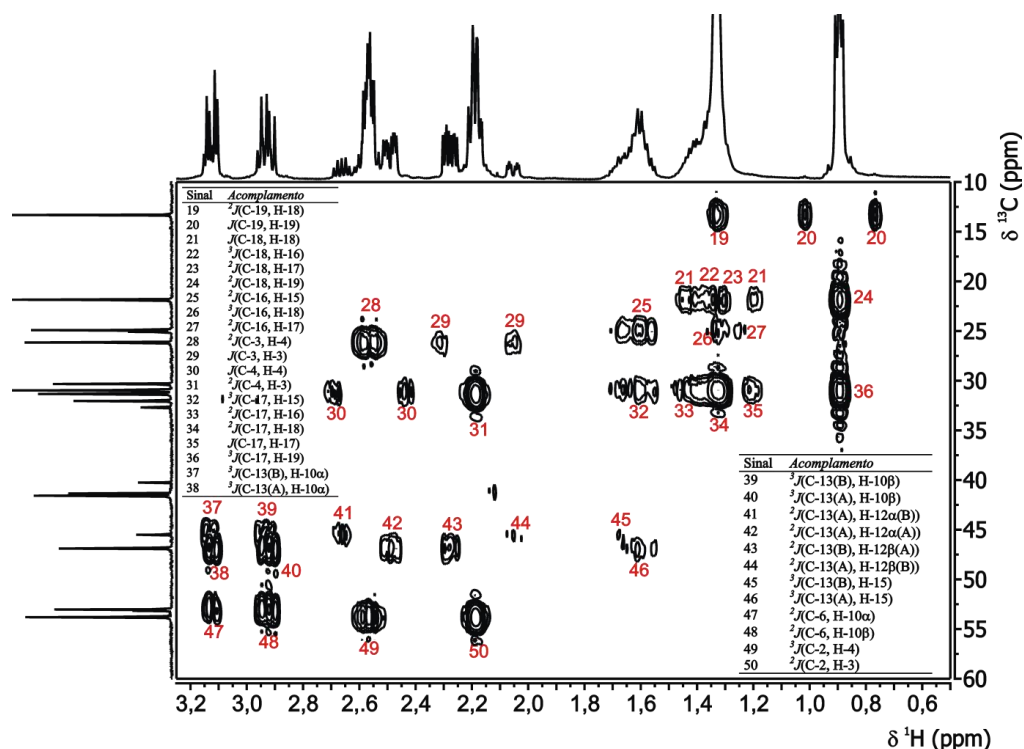 Sinal Acomplamento
19 ²J(C-19, H-18)
20 J(C-19, H-19)
21 J(C-18, H-18)
22 ³J(C-18, H-16)
23 ²J(C-18, H-17)
24 ²J(C-18, H-19)
25 ²J(C-16, H-15)
26 ³J(C-16, H-18)
27 ²J(C-16, H-17)
28 ²J(C-3, H-4)
29 J(C-3, H-3)
30 J(C-4, H-4)
31 ²J(C-4, H-3)
32 ³J(C-17, H-15)
33 ²J(C-17, H-16)
34 ²J(C-17, H-18)
35 J(C-17, H-17)
36 ³J(C-17, H-19)
37 ³J(C-13(B), H-10α)
38 ³J(C-13(A), H-10α)
19 20 20
21 22 23 21
24
28
25
29 29
26 27
30 30 31
32 33 34 35
36
37 39
41 42 43 44 45
38 40
46
47 48 49 50
Sinal Acomplamento
39 ³J(C-13(B), H-10β)
40 ³J(C-13(A), H-10β)
41 ²J(C-13(A), H-12α(B))
42 ²J(C-13(A), H-12α(A))
43 ²J(C-13(B), H-12β(A))
44 ²J(C-13(A), H-12β(B))
45 ³J(C-13(B), H-15)
46 ³J(C-13(A), H-15)
47 ²J(C-6, H-10α)
48 ²J(C-6, H-10β)
49 ³J(C-2, H-4)
50 ²J(C-2, H-3)
10
15
20
25
30
35
40
45
50
55
60
δ ¹³C (ppm)
3,2 3,0 2,8 2,6 2,4 2,2 2,0 1,8 1,6 1,4 1,2 1,0 0,8 0,6
δ ¹H (ppm)